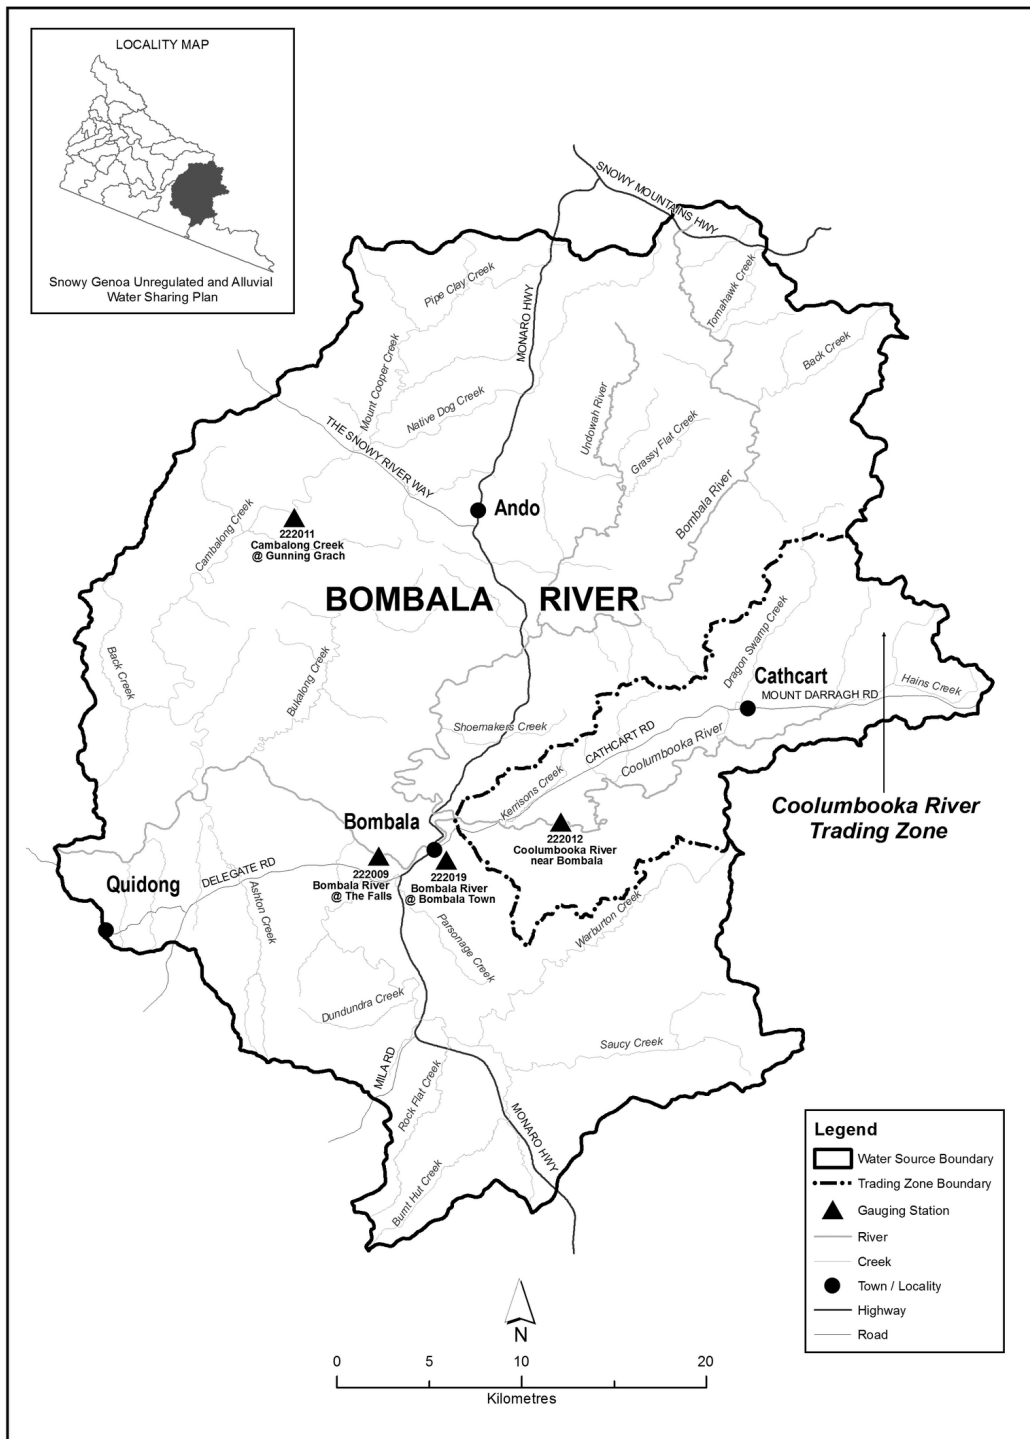 LOCALITY MAP
Snowy Genoa Unregulated and Alluvial
Water Sharing Plan
SNOWY MOUNTAINS HWY
Pipe Clay Creek
MONARO HWY
Tomahawk Creek
Mount Cooper Creek
Back Creek
Native Dog Creek
Undowah River
Grassy Flat Creek
THE SNOWY RIVER WAY
Bombala River
Ando
Cambalong Creek
222011
Cambalong Creek
@ Gunning Grach
BOMBALA RIVER
Dragon Swamp Creek
Back Creek
Bukalong Creek
Cathcart
MOUNT DARRAGH RD
Hains Creek
Shoemakers Creek
CATHCART RD
Coolumbooka River
Kerrisons Creek
Coolumbooka River
Trading Zone
Bombala
222012
Coolumbooka River
near Bombala
222009
Bombala River
@ The Falls
222019
Bombala River
@ Bombala Town
Quidong
DELEGATE RD
Ashton Creek
Parsonage Creek
Warburton Creek
Dundundra Creek
Saucy Creek
MILA RD
Rock Flat Creek
MONARO HWY
Burnt Hut Creek
Legend
Water Source Boundary
Trading Zone Boundary
Gauging Station
River
Creek
Town / Locality
Highway
Road
N
0 5 10 20
Kilometres